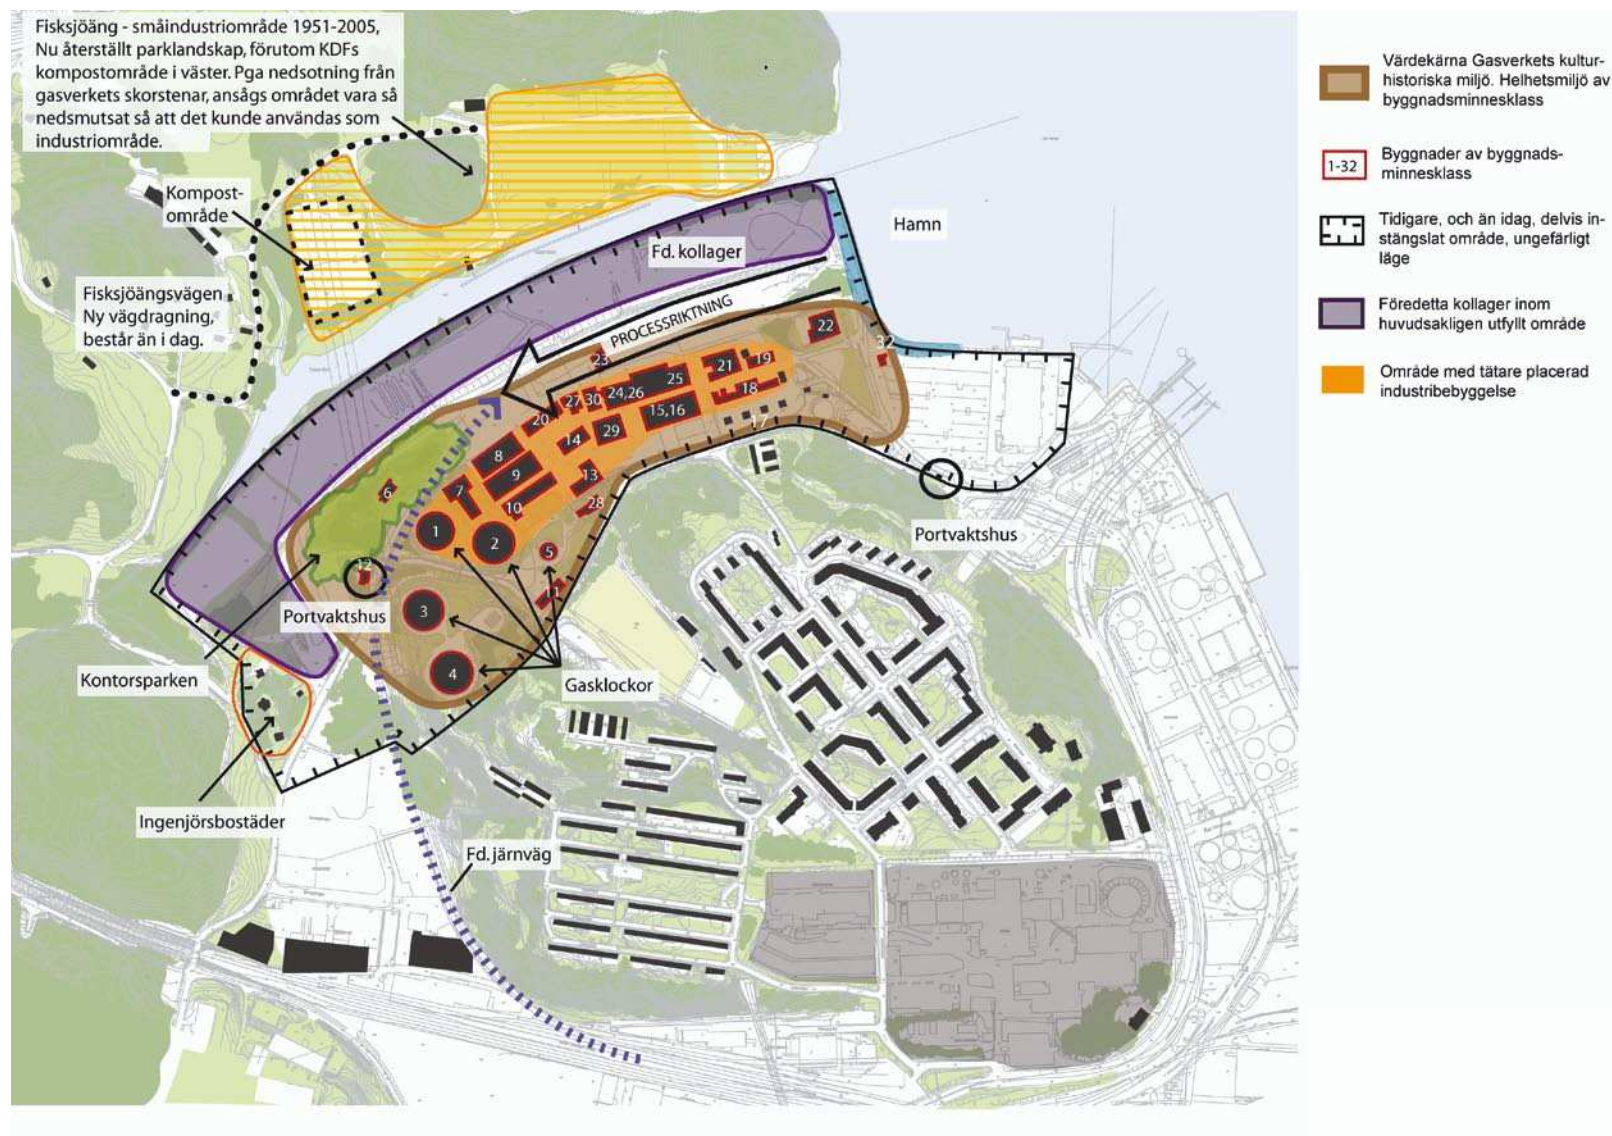 Fisksjöäng - småindustriområde 1951-2005,
Nu återställt parklandskap, förutom KDFs
kompostområde i väster. Pga nedsotning från
gasverkets skorstenar, ansågs området vara så
nedsmutsat så att det kunde användas som
industriområde.
Kompost-
område
Fisksjöängsvägen
Ny vägdragning,
består än i dag.
Fd. kollager
Hamn
PROCESSRIKTNING
22
32
23
19
21
25
24,26
18
27
30
15,16
17
20
29
14
8
9
13
6
7
10
28
1
2
5
12
11
3
4
Portvaktshus
Portvaktshus
Kontorsparken
Gasklockor
Ingenjörsbostäder
Fd. järnväg
Värdekärna Gasverkets kultur-
historiska miljö. Helhetsmiljö av
byggnadsminnesklass
1-32
Byggnader av byggnads-
minnesklass
Tidigare, och än idag, delvis in-
stängslat område, ungefärligt
läge
Föredetta kollager inom
huvudsakligen utfyllt område
Område med tätare placerad
industribebyggelse